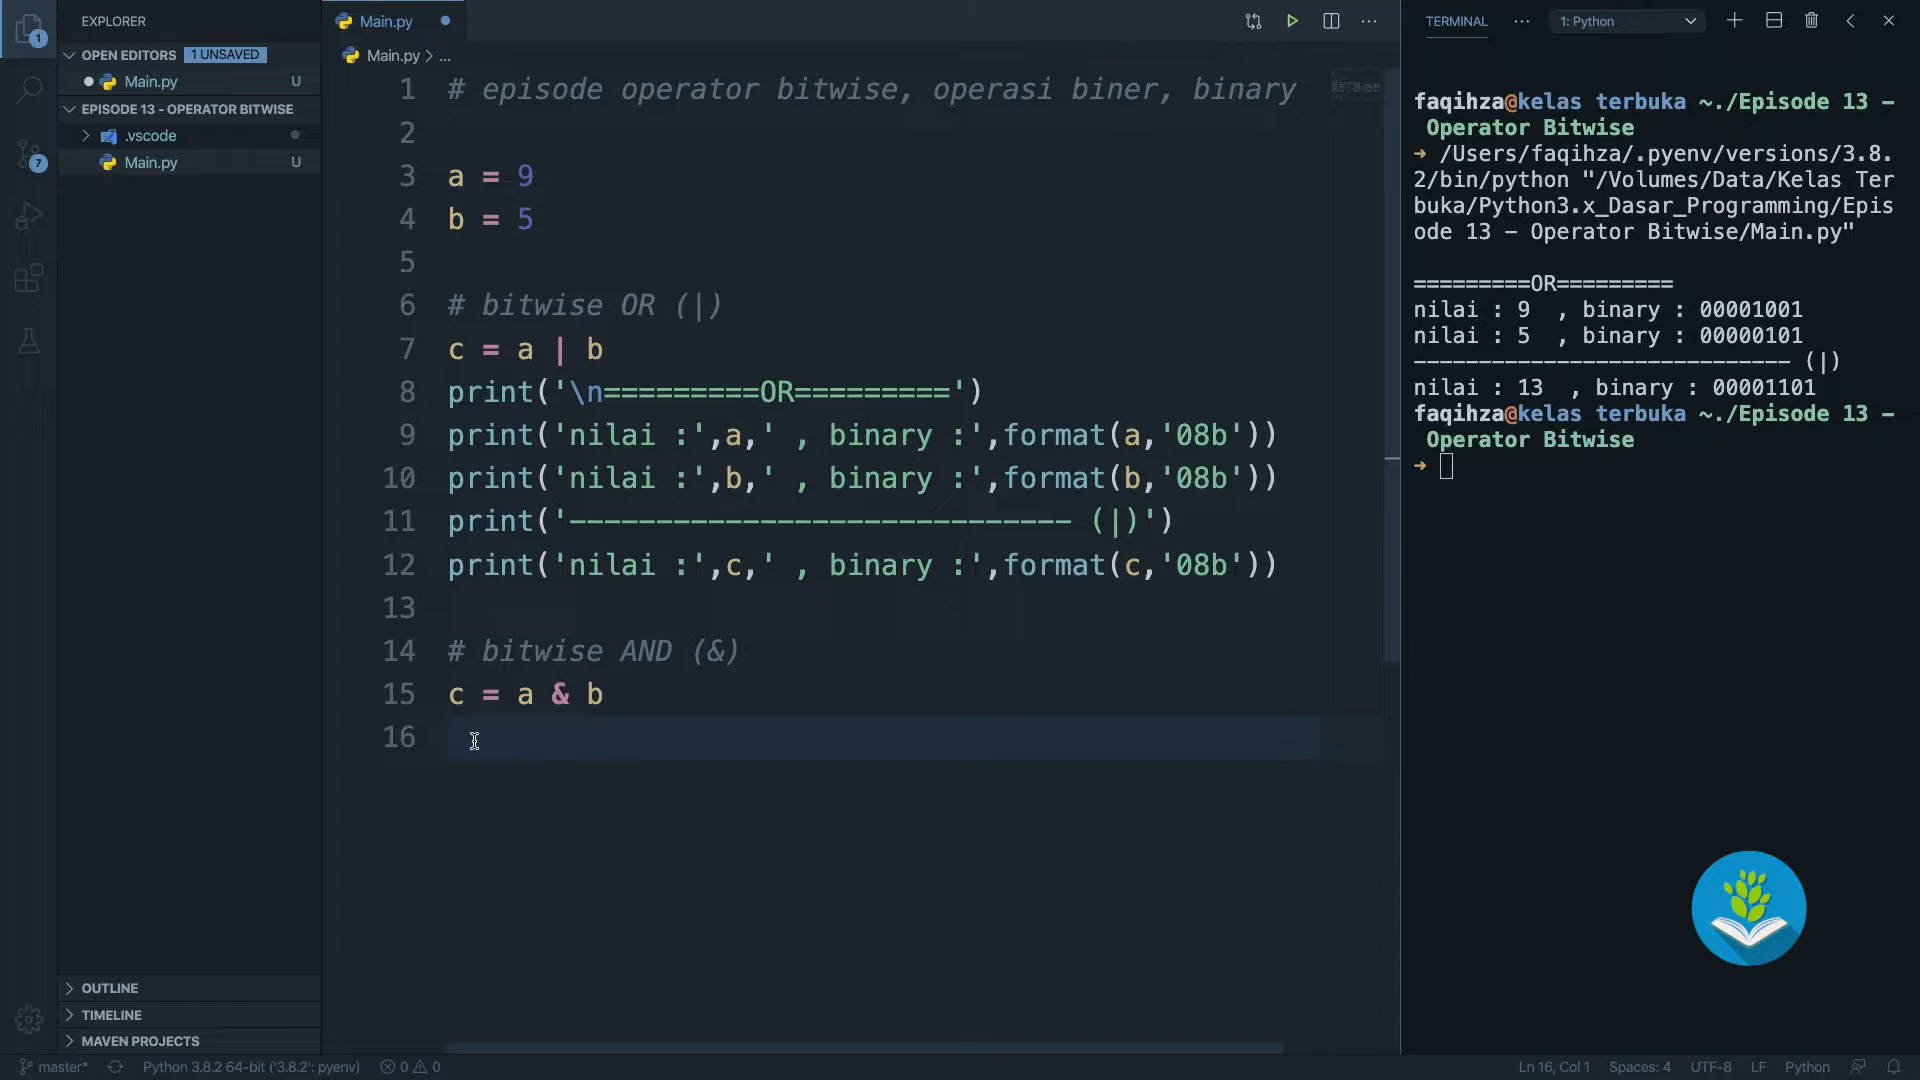 EXPLORER
OPEN EDITORS 1 UNSAVED
Main.py U
EPISODE 13 - OPERATOR BITWISE
.vscode
Main.py U
OUTLINE
TIMELINE
MAVEN PROJECTS
1
7
Main.py
Main.py > ...
1 # episode operator bitwise, operasi biner, binary
2
3 a = 9
4 b = 5
5
6 # bitwise OR (|)
7 c = a | b
8 print('\n=========OR=========')
9 print('nilai :',a,' , binary :',format(a,'08b'))
10 print('nilai :',b,' , binary :',format(b,'08b'))
11 print('----------------------------- (|)')
12 print('nilai :',c,' , binary :',format(c,'08b'))
13
14 # bitwise AND (&)
15 c = a & b
16
TERMINAL ... 1: Python
faqihza@kelas terbuka ~./Episode 13 -
Operator Bitwise
➜ /Users/faqihza/.pyenv/versions/3.8.
2/bin/python "/Volumes/Data/Kelas Ter
buka/Python3.x_Dasar_Programming/Epis
ode 13 - Operator Bitwise/Main.py"
=========OR=========
nilai : 9  , binary : 00001001
nilai : 5  , binary : 00000101
----------------------------- (|)
nilai : 13  , binary : 00001101
faqihza@kelas terbuka ~./Episode 13 -
Operator Bitwise
➜
master* Python 3.8.2 64-bit ('3.8.2': pyenv) 0 0 Ln 16, Col 1 Spaces: 4 UTF-8 LF Python